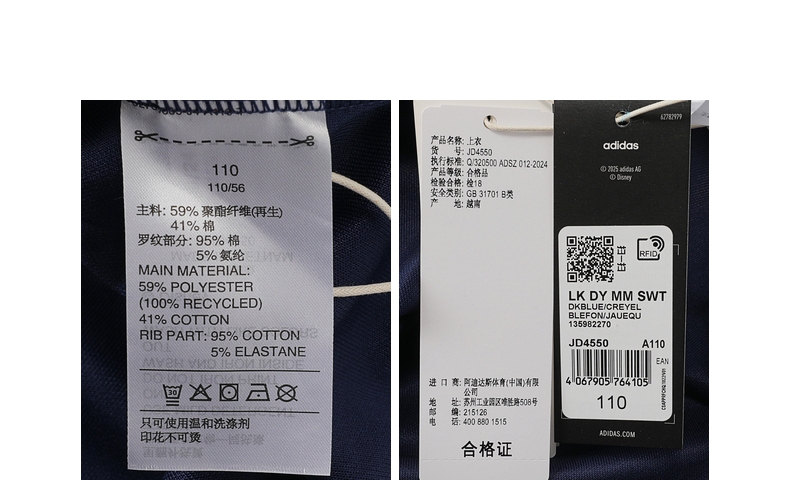 110
110/56
主料: 59% 聚酯纤维(再生)
41% 棉
罗纹部分: 95% 棉
5% 氨纶
MAIN MATERIAL:
59% POLYESTER
(100% RECYCLED)
41% COTTON
RIB PART: 95% COTTON
5% ELASTANE
30
只可使用温和洗涤剂
印花不可烫
产品名称: 上衣
货 号: JD4550
执行标准: Q/320500 ADSZ 012-2024
产品等级: 合格品
检验合格: 检18
安全类别: GB 31701 B类
产 地: 越南
进 口 商: 阿迪达斯体育(中国)有限
公司
地 址: 苏州工业园区唯胜路508号
邮 编: 215126
电 话: 400 880 1515
合格证
62782979
adidas
© 2025 adidas AG
© Disney
RFID
LK DY MM SWT
DKBLUE/CREYEL
BLEFON/JAUEQU
135982270
JD4550 A110
EAN
4 067905 764105
110
ADIDAS.COM